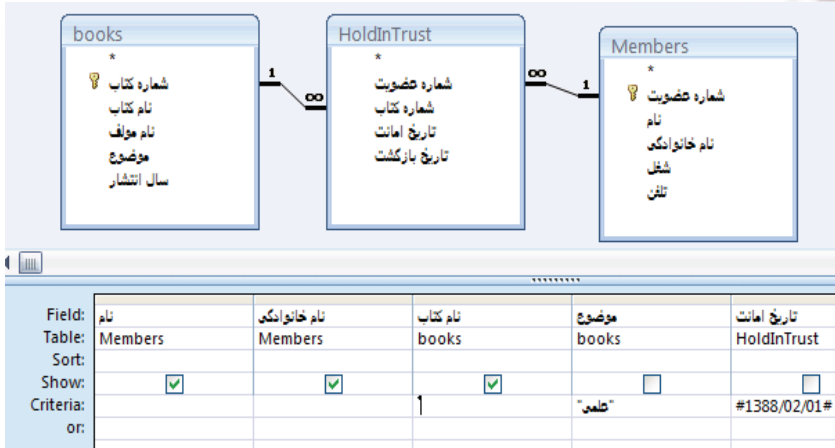 books
*
شماره کتاب
نام کتاب
نام مولف
موضوع
سال انتشار
1
∞
HoldInTrust
*
شماره عضویت
شماره کتاب
تاریخ امانت
تاریخ بازگشت
∞
1
Members
*
شماره عضویت
نام
نام خانوادگی
شغل
تلفن
Field: نام نام خانوادگی نام کتاب موضوع تاریخ امانت
Table: Members Members books books HoldInTrust
Sort:
Show:
Criteria: "علمی" #1388/02/01#
or: